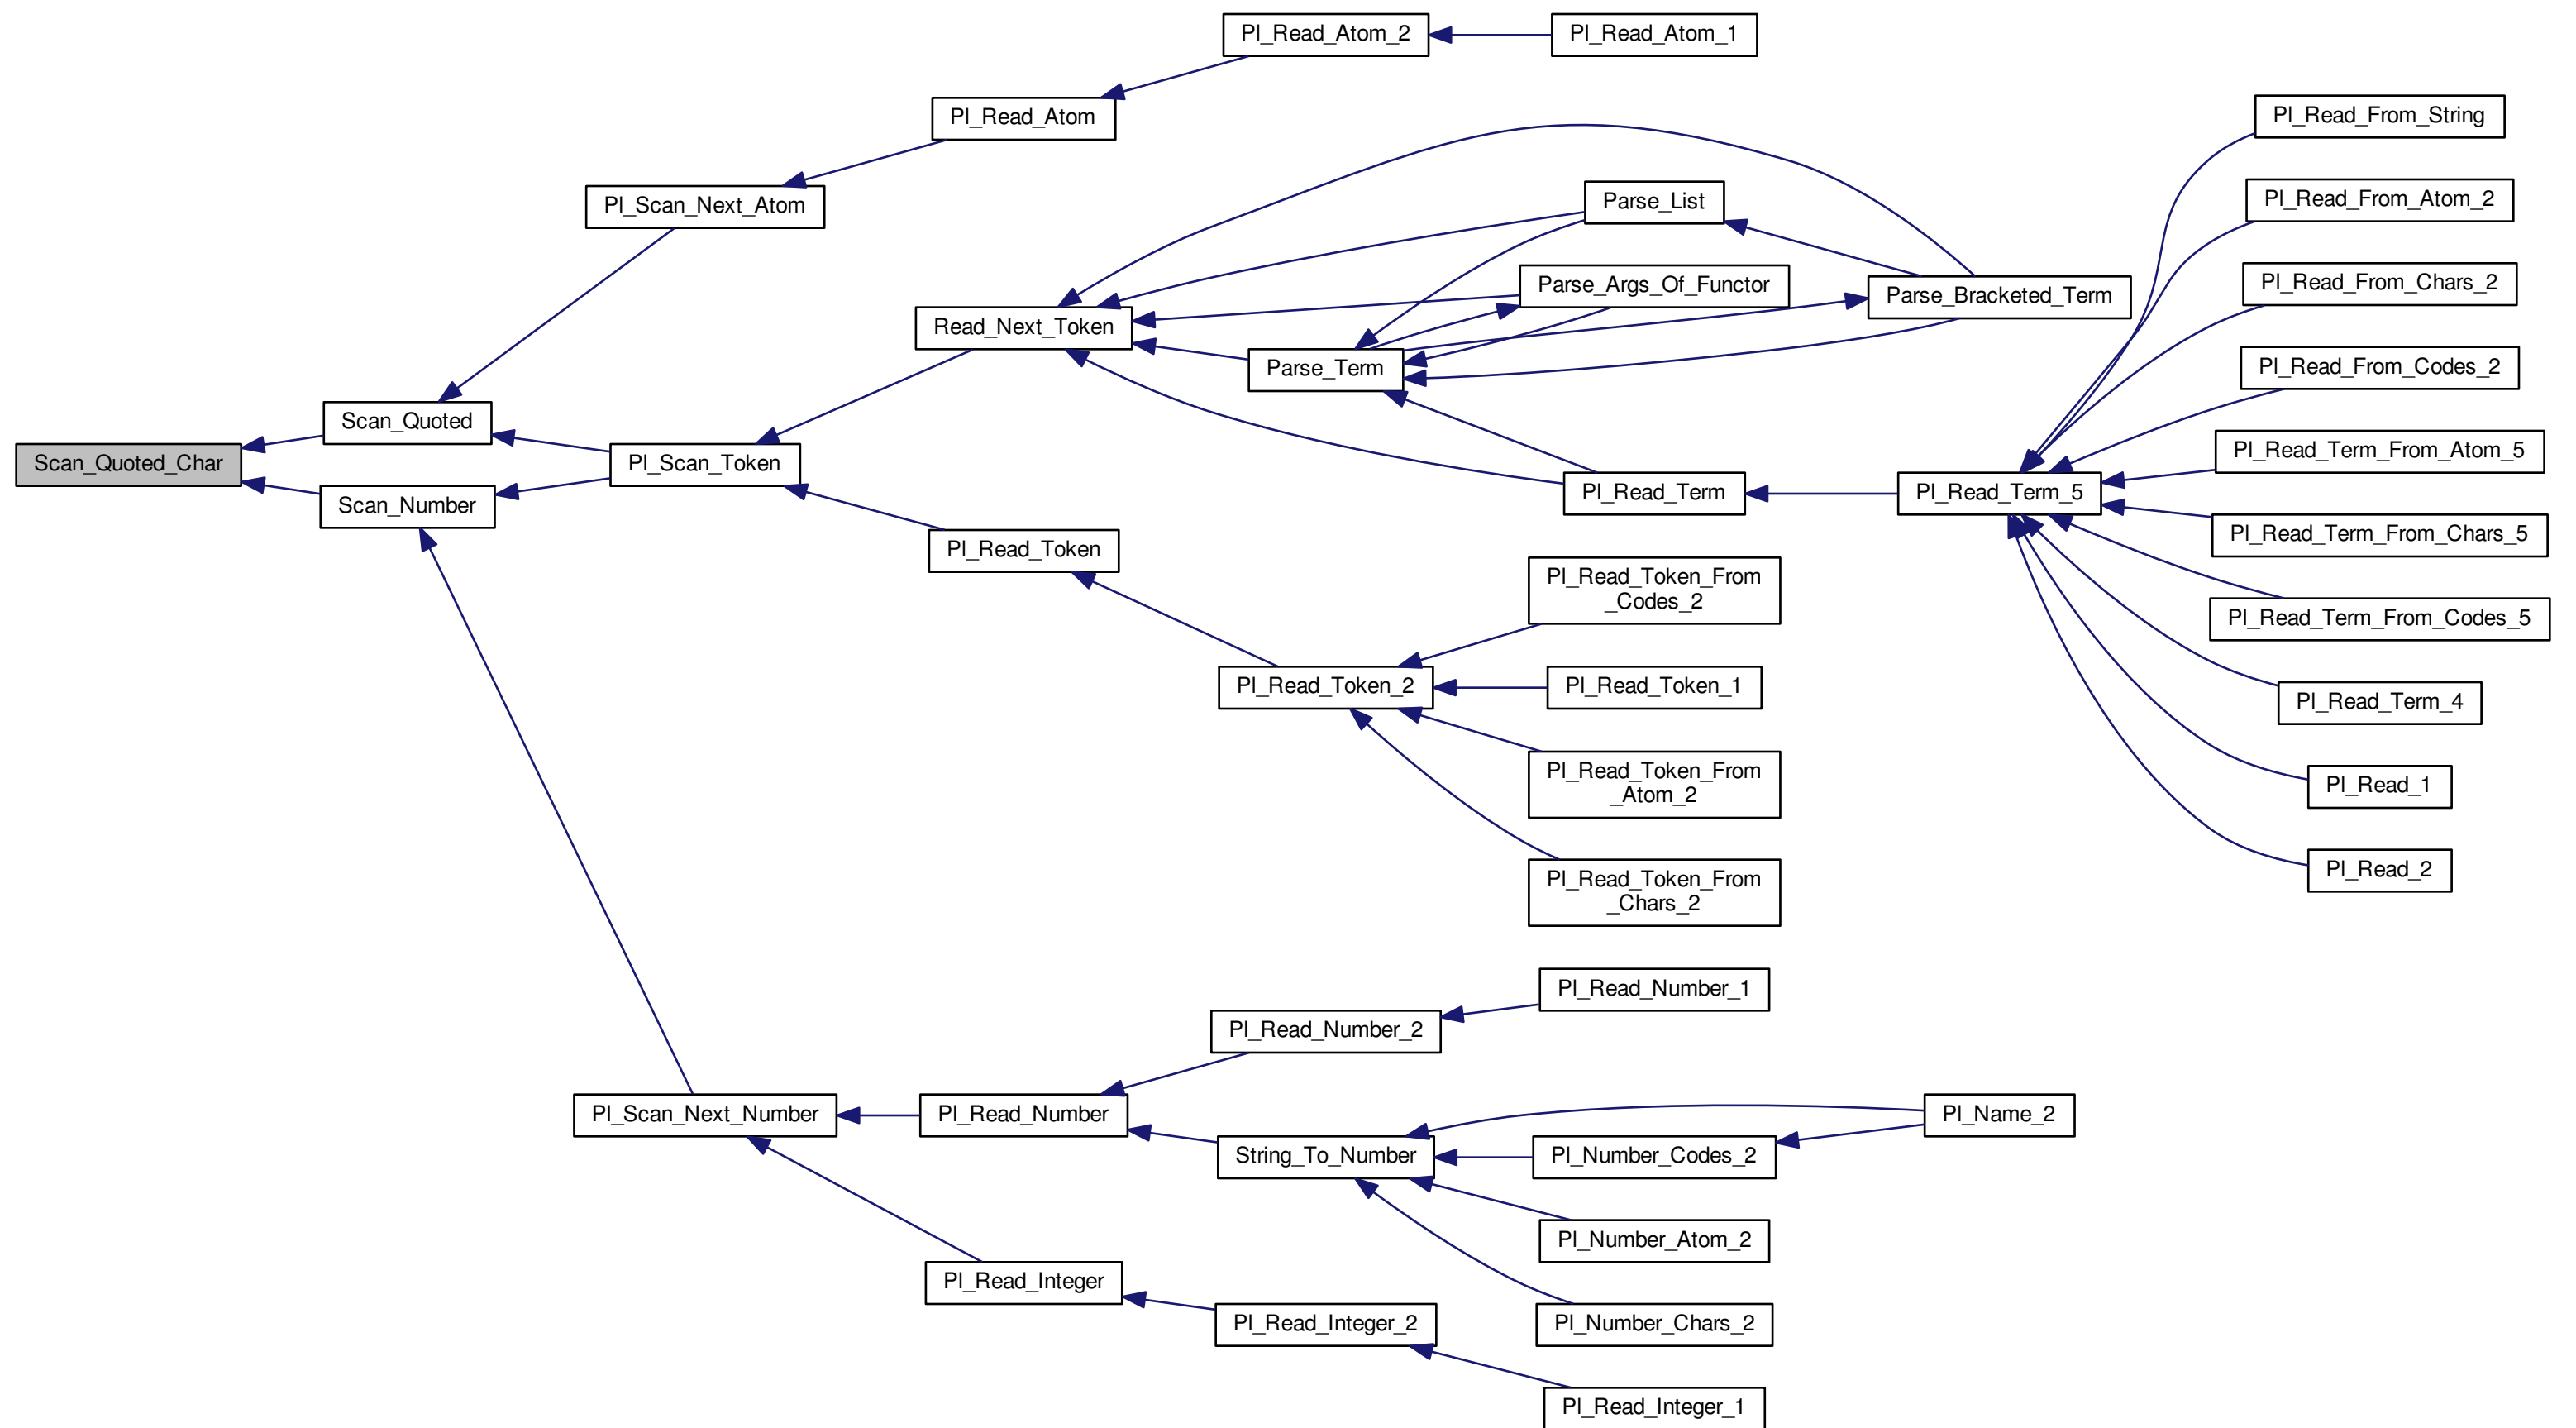 Pl_Read_Atom_2
Pl_Read_Atom_1
Pl_Read_Atom
Pl_Read_From_String
Pl_Scan_Next_Atom
Parse_List
Pl_Read_From_Atom_2
Read_Next_Token
Parse_Args_Of_Functor
Parse_Bracketed_Term
Pl_Read_From_Chars_2
Parse_Term
Pl_Read_From_Codes_2
Scan_Quoted
Scan_Quoted_Char
Pl_Scan_Token
Pl_Read_Term_From_Atom_5
Scan_Number
Pl_Read_Term
Pl_Read_Term_5
Pl_Read_Term_From_Chars_5
Pl_Read_Token
Pl_Read_Token_From
_Codes_2
Pl_Read_Term_From_Codes_5
Pl_Read_Token_2
Pl_Read_Token_1
Pl_Read_Term_4
Pl_Read_Token_From
_Atom_2
Pl_Read_1
Pl_Read_Token_From
_Chars_2
Pl_Read_2
Pl_Read_Number_1
Pl_Read_Number_2
Pl_Scan_Next_Number
Pl_Read_Number
Pl_Name_2
String_To_Number
Pl_Number_Codes_2
Pl_Number_Atom_2
Pl_Read_Integer
Pl_Read_Integer_2
Pl_Number_Chars_2
Pl_Read_Integer_1